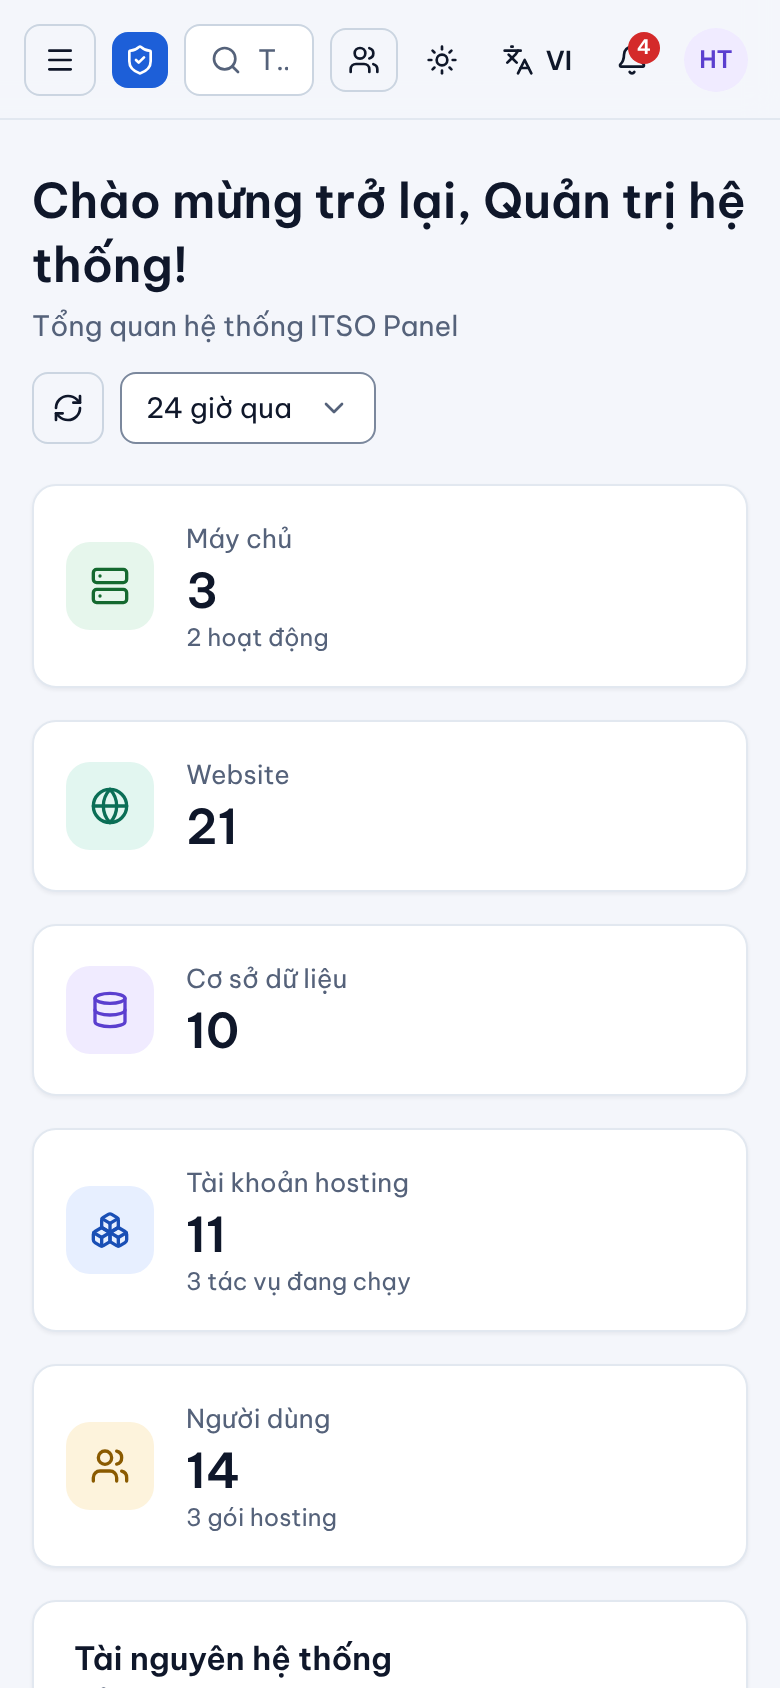 T..
VI
4
HT
Chào mừng trở lại, Quản trị hệ
thống!
Tổng quan hệ thống ITSO Panel
24 giờ qua
Máy chủ
3
2 hoạt động
Website
21
Cơ sở dữ liệu
10
Tài khoản hosting
11
3 tác vụ đang chạy
Người dùng
14
3 gói hosting
Tài nguyên hệ thống